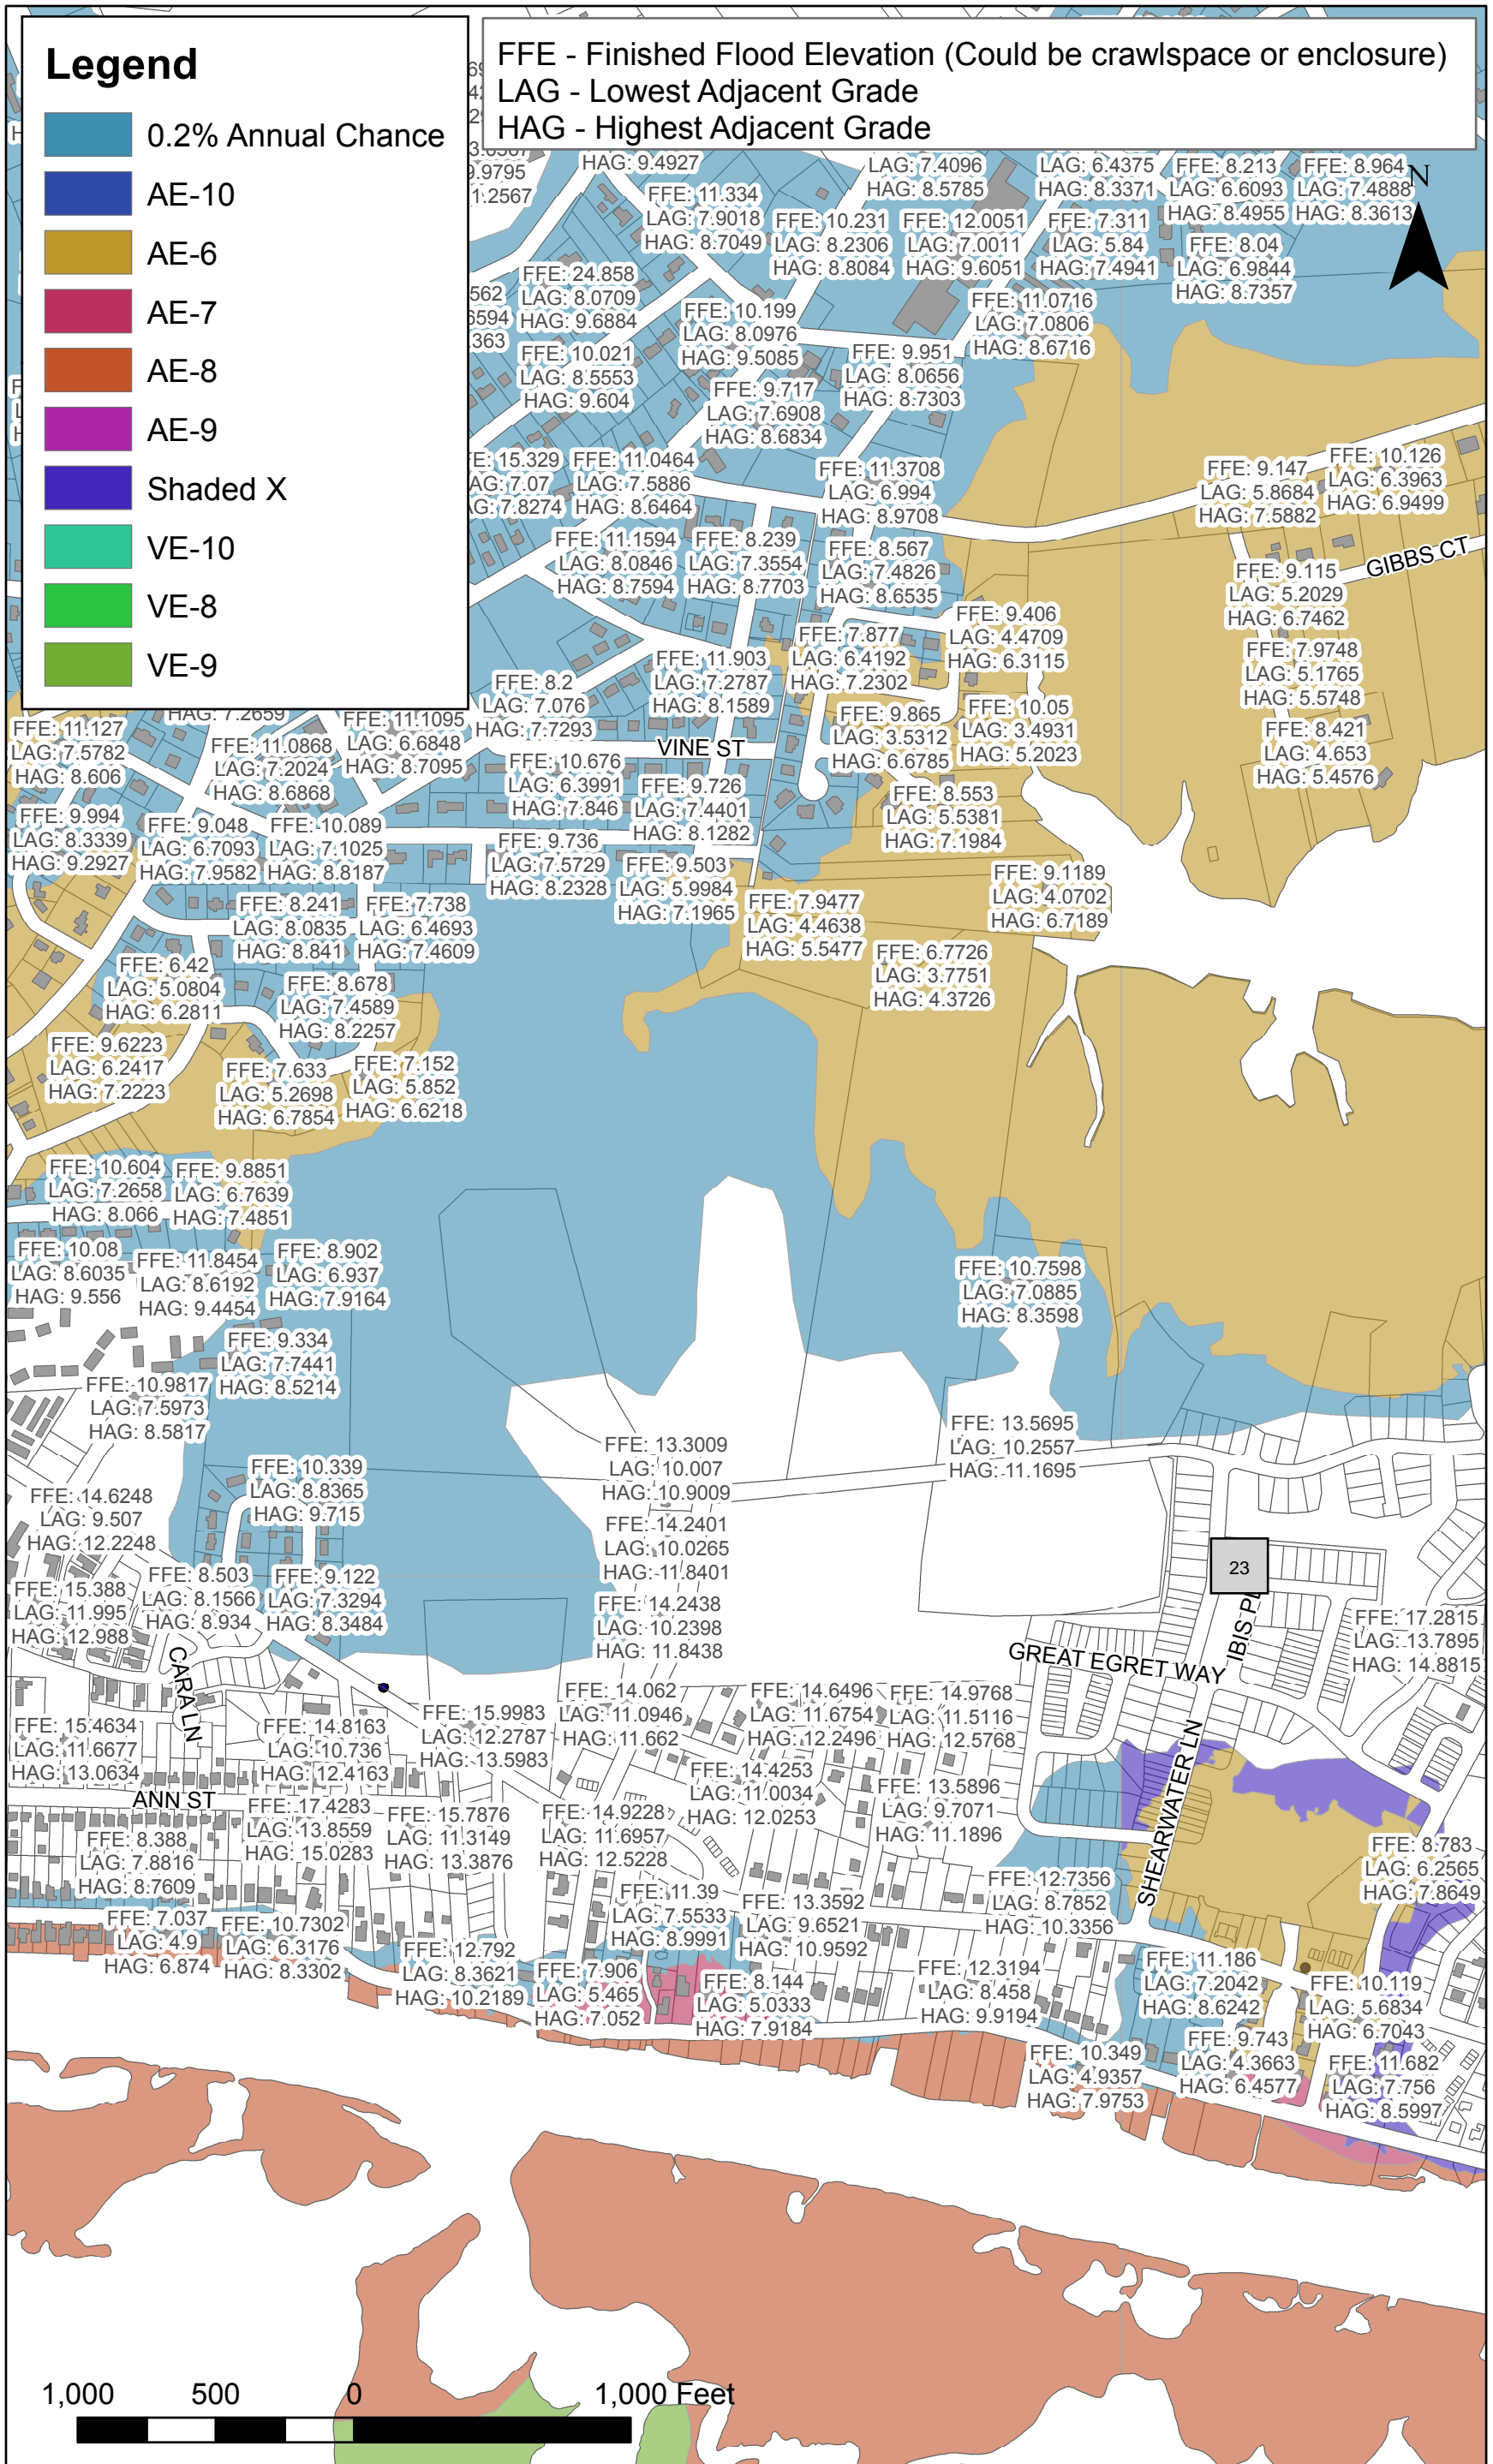 Legend
0.2% Annual Chance
AE-10
AE-6
AE-7
AE-8
AE-9
Shaded X
VE-10
VE-8
VE-9
FFE - Finished Flood Elevation (Could be crawlspace or enclosure)
LAG - Lowest Adjacent Grade
HAG - Highest Adjacent Grade
N
HAG: 9.4927
LAG: 7.4096
HAG: 8.5785
LAG: 6.4375
HAG: 8.3371
FFE: 8.213
LAG: 6.6093
HAG: 8.4955
FFE: 8.964
LAG: 7.4888
HAG: 8.3613
FFE: 11.334
LAG: 7.9018
HAG: 8.7049
FFE: 10.231
LAG: 8.2306
HAG: 8.8084
FFE: 12.0051
LAG: 7.0011
HAG: 9.6051
FFE: 7.311
LAG: 5.84
HAG: 7.4941
FFE: 8.04
LAG: 6.9844
HAG: 8.7357
FFE: 24.858
LAG: 8.0709
HAG: 9.6884
FFE: 10.199
LAG: 8.0976
HAG: 9.5085
FFE: 11.0716
LAG: 7.0806
HAG: 8.6716
FFE: 10.021
LAG: 8.5553
HAG: 9.604
FFE: 9.951
LAG: 8.0656
HAG: 8.7303
FFE: 9.717
LAG: 7.6908
HAG: 8.6834
FE: 15.329
AG: 7.07
AG: 7.8274
FFE: 11.0464
LAG: 7.5886
HAG: 8.6464
FFE: 11.3708
LAG: 6.994
HAG: 8.9708
FFE: 9.147
LAG: 5.8684
HAG: 7.5882
FFE: 10.126
LAG: 6.3963
HAG: 6.9499
GIBBS CT
FFE: 11.1594
LAG: 8.0846
HAG: 8.7594
FFE: 8.239
LAG: 7.3554
HAG: 8.7703
FFE: 8.567
LAG: 7.4826
HAG: 8.6535
FFE: 9.115
LAG: 5.2029
HAG: 6.7462
FFE: 9.406
LAG: 4.4709
HAG: 6.3115
FFE: 7.877
LAG: 6.4192
HAG: 7.2302
FFE: 7.9748
LAG: 5.1765
HAG: 5.5748
FFE: 11.903
LAG: 7.2787
HAG: 8.1589
FFE: 8.2
LAG: 7.076
HAG: 7.7293
FFE: 9.865
LAG: 3.5312
HAG: 6.6785
FFE: 10.05
LAG: 3.4931
HAG: 5.2023
FFE: 8.421
LAG: 4.653
HAG: 5.4576
HAG: 7.2659
FFE: 11.127
LAG: 7.5782
HAG: 8.606
FFE: 11.1095
LAG: 6.6848
HAG: 8.7095
FFE: 11.0868
LAG: 7.2024
HAG: 8.6868
VINE ST
FFE: 10.676
LAG: 6.3991
HAG: 7.846
FFE: 9.726
LAG: 7.4401
HAG: 8.1282
FFE: 8.553
LAG: 5.5381
HAG: 7.1984
FFE: 9.994
LAG: 8.3339
HAG: 9.2927
FFE: 9.048
LAG: 6.7093
HAG: 7.9582
FFE: 10.089
LAG: 7.1025
HAG: 8.8187
FFE: 9.736
LAG: 7.5729
HAG: 8.2328
FFE: 9.503
LAG: 5.9984
HAG: 7.1965
FFE: 9.1189
LAG: 4.0702
HAG: 6.7189
FFE: 7.9477
LAG: 4.4638
HAG: 5.5477
FFE: 8.241
LAG: 8.0835
HAG: 8.841
FFE: 7.738
LAG: 6.4693
HAG: 7.4609
FFE: 6.7726
LAG: 3.7751
HAG: 4.3726
FFE: 6.42
LAG: 5.0804
HAG: 6.2811
FFE: 8.678
LAG: 7.4589
HAG: 8.2257
FFE: 9.6223
LAG: 6.2417
HAG: 7.2223
FFE: 7.633
LAG: 5.2698
HAG: 6.7854
FFE: 7.152
LAG: 5.852
HAG: 6.6218
FFE: 10.604
LAG: 7.2658
HAG: 8.066
FFE: 9.8851
LAG: 6.7639
HAG: 7.4851
FFE: 10.08
LAG: 8.6035
HAG: 9.556
FFE: 11.8454
LAG: 8.6192
HAG: 9.4454
FFE: 8.902
LAG: 6.937
HAG: 7.9164
FFE: 10.7598
LAG: 7.0885
HAG: 8.3598
FFE: 9.334
LAG: 7.7441
HAG: 8.5214
FFE: 10.9817
LAG: 7.5973
HAG: 8.5817
FFE: 13.5695
LAG: 10.2557
HAG: 11.1695
FFE: 13.3009
LAG: 10.007
HAG: 10.9009
FFE: 10.339
LAG: 8.8365
HAG: 9.715
FFE: 14.6248
LAG: 9.507
HAG: 12.2248
FFE: 14.2401
LAG: 10.0265
HAG: 11.8401
23
FFE: 15.388
LAG: 11.995
HAG: 12.988
FFE: 8.503
LAG: 8.1566
HAG: 8.934
FFE: 9.122
LAG: 7.3294
HAG: 8.3484
FFE: 14.2438
LAG: 10.2398
HAG: 11.8438
IBIS PL
FFE: 17.2815
LAG: 13.7895
HAG: 14.8815
GREAT EGRET WAY
CARA LN
FFE: 15.4634
LAG: 11.6677
HAG: 13.0634
FFE: 14.8163
LAG: 10.736
HAG: 12.4163
FFE: 15.9983
LAG: 12.2787
HAG: 13.5983
FFE: 14.062
LAG: 11.0946
HAG: 11.662
FFE: 14.6496
LAG: 11.6754
HAG: 12.2496
FFE: 14.9768
LAG: 11.5116
HAG: 12.5768
SHEARWATER LN
FFE: 14.4253
LAG: 11.0034
HAG: 12.0253
FFE: 13.5896
LAG: 9.7071
HAG: 11.1896
ANN ST
FFE: 17.4283
LAG: 13.8559
HAG: 15.0283
FFE: 15.7876
LAG: 11.3149
HAG: 13.3876
FFE: 14.9228
LAG: 11.6957
HAG: 12.5228
FFE: 8.388
LAG: 7.8816
HAG: 8.7609
FFE: 8.783
LAG: 6.2565
HAG: 7.8649
FFE: 12.7356
LAG: 8.7852
HAG: 10.3356
FFE: 11.39
LAG: 7.5533
HAG: 8.9991
FFE: 13.3592
LAG: 9.6521
HAG: 10.9592
FFE: 7.037
LAG: 4.9
HAG: 6.874
FFE: 10.7302
LAG: 6.3176
HAG: 8.3302
FFE: 12.792
LAG: 8.3621
HAG: 10.2189
FFE: 7.906
LAG: 5.465
HAG: 7.052
FFE: 8.144
LAG: 5.0333
HAG: 7.9184
FFE: 12.3194
LAG: 8.458
HAG: 9.9194
FFE: 11.186
LAG: 7.2042
HAG: 8.6242
FFE: 10.119
LAG: 5.6834
HAG: 6.7043
FFE: 9.743
LAG: 4.3663
HAG: 6.4577
FFE: 10.349
LAG: 4.9357
HAG: 7.9753
FFE: 11.682
LAG: 7.756
HAG: 8.5997
1,000 500 0 1,000 Feet